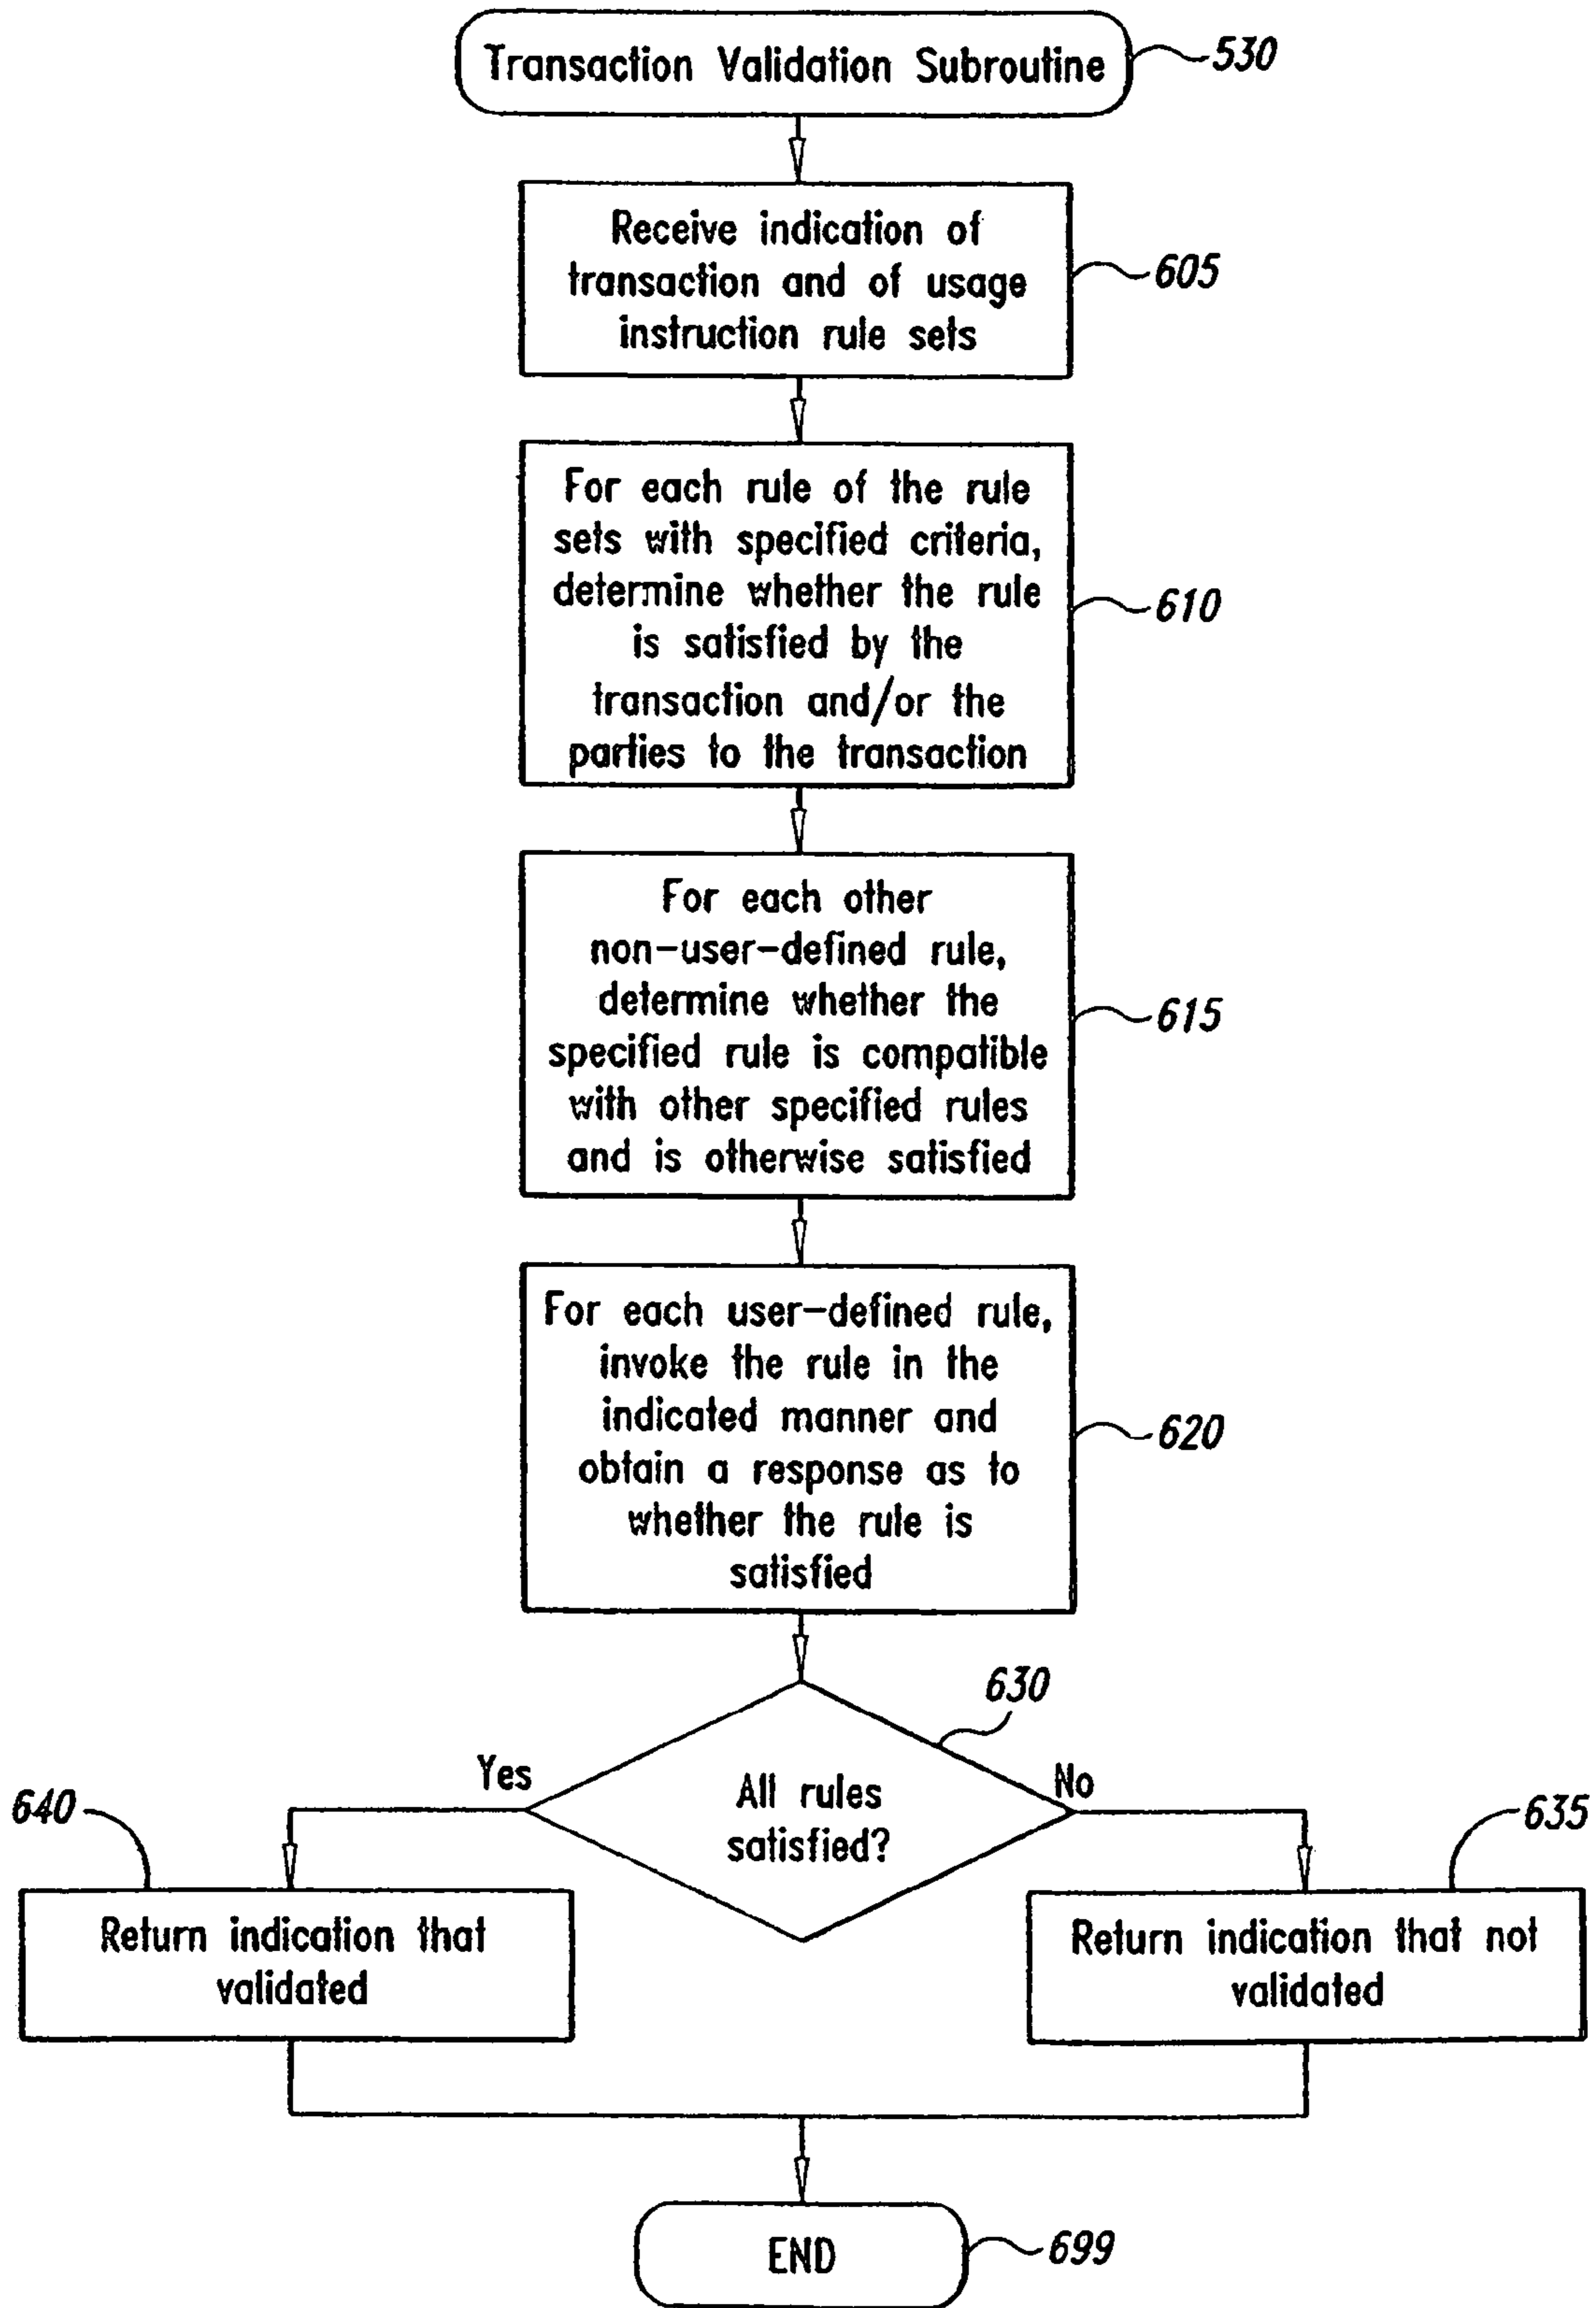 Transaction Validation Subroutine
530
Receive indication of
transaction and of usage
instruction rule sets
605
For each rule of the rule
sets with specified criteria,
determine whether the rule
is satisfied by the
transaction and/or the
parties to the transaction
610
For each other
non-user-defined rule,
determine whether the
specified rule is compatible
with other specified rules
and is otherwise satisfied
615
For each user-defined rule,
invoke the rule in the
indicated manner and
obtain a response as to
whether the rule is
satisfied
620
630
All rules
satisfied?
Yes
No
640
635
Return indication that
validated
Return indication that not
validated
END
699